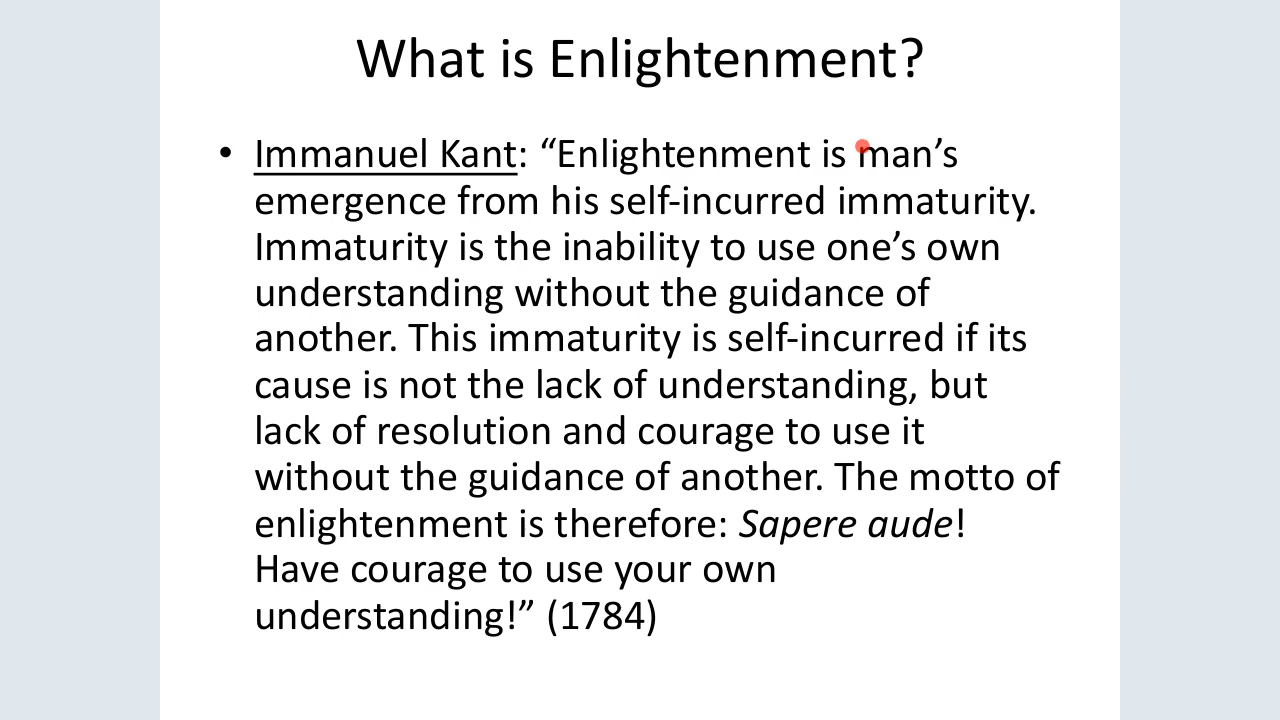 What is Enlightenment?
• Immanuel Kant: “Enlightenment is man’s
emergence from his self-incurred immaturity.
Immaturity is the inability to use one’s own
understanding without the guidance of
another. This immaturity is self-incurred if its
cause is not the lack of understanding, but
lack of resolution and courage to use it
without the guidance of another. The motto of
enlightenment is therefore: Sapere aude!
Have courage to use your own
understanding!” (1784)